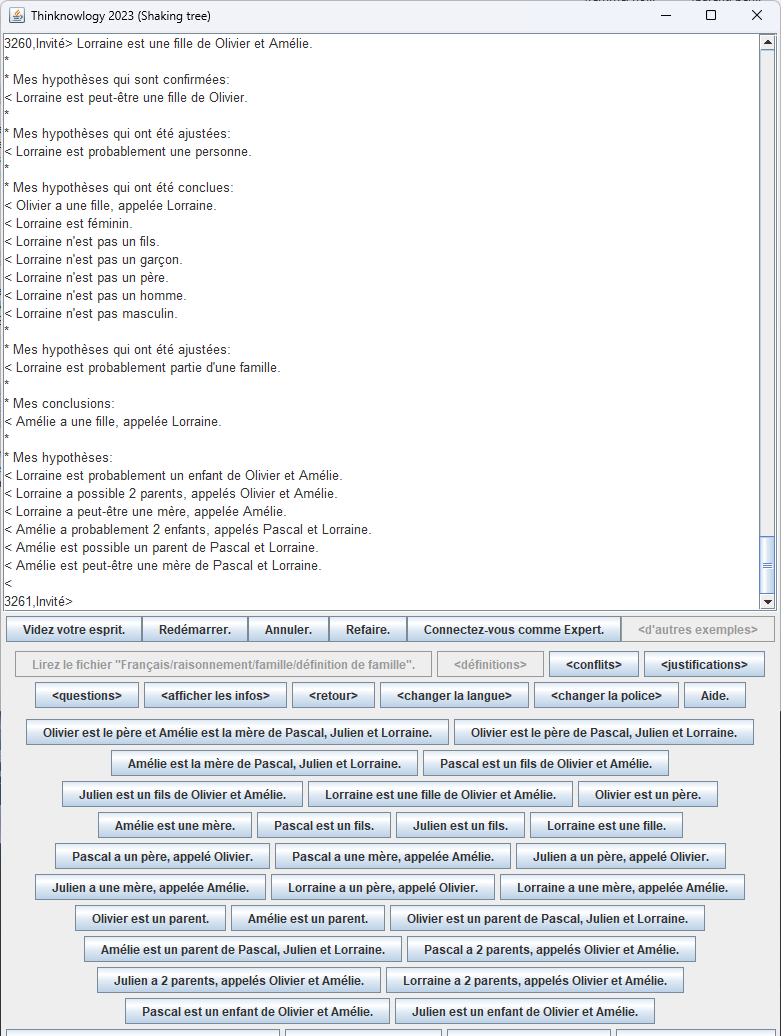 Thinknowlogy 2023 (Shaking tree)
3260,Invité> Lorraine est une fille de Olivier et Amélie.
*
* Mes hypothèses qui sont confirmées:
< Lorraine est peut-être une fille de Olivier.
*
* Mes hypothèses qui ont été ajustées:
< Lorraine est probablement une personne.
*
* Mes hypothèses qui ont été conclues:
< Olivier a une fille, appelée Lorraine.
< Lorraine est féminin.
< Lorraine n'est pas un fils.
< Lorraine n'est pas un garçon.
< Lorraine n'est pas un père.
< Lorraine n'est pas un homme.
< Lorraine n'est pas masculin.
*
* Mes hypothèses qui ont été ajustées:
< Lorraine est probablement partie d'une famille.
*
* Mes conclusions:
< Amélie a une fille, appelée Lorraine.
*
* Mes hypothèses:
< Lorraine est probablement un enfant de Olivier et Amélie.
< Lorraine a possible 2 parents, appelés Olivier et Amélie.
< Lorraine a peut-être une mère, appelée Amélie.
< Amélie a probablement 2 enfants, appelés Pascal et Lorraine.
< Amélie est possible un parent de Pascal et Lorraine.
< Amélie est peut-être une mère de Pascal et Lorraine.
<
3261,Invité>
Videz votre esprit. Redémarrer. Annuler. Refaire. Connectez-vous comme Expert. <d'autres exemples>
Lirez le fichier "Français/raisonnement/famille/définition de famille". <définitions> <conflits> <justifications>
<questions> <afficher les infos> <retour> <changer la langue> <changer la police> Aide.
Olivier est le père et Amélie est la mère de Pascal, Julien et Lorraine. Olivier est le père de Pascal, Julien et Lorraine.
Amélie est la mère de Pascal, Julien et Lorraine. Pascal est un fils de Olivier et Amélie.
Julien est un fils de Olivier et Amélie. Lorraine est une fille de Olivier et Amélie. Olivier est un père.
Amélie est une mère. Pascal est un fils. Julien est un fils. Lorraine est une fille.
Pascal a un père, appelé Olivier. Pascal a une mère, appelée Amélie. Julien a un père, appelé Olivier.
Julien a une mère, appelée Amélie. Lorraine a un père, appelé Olivier. Lorraine a une mère, appelée Amélie.
Olivier est un parent. Amélie est un parent. Olivier est un parent de Pascal, Julien et Lorraine.
Amélie est un parent de Pascal, Julien et Lorraine. Pascal a 2 parents, appelés Olivier et Amélie.
Julien a 2 parents, appelés Olivier et Amélie. Lorraine a 2 parents, appelés Olivier et Amélie.
Pascal est un enfant de Olivier et Amélie. Julien est un enfant de Olivier et Amélie.